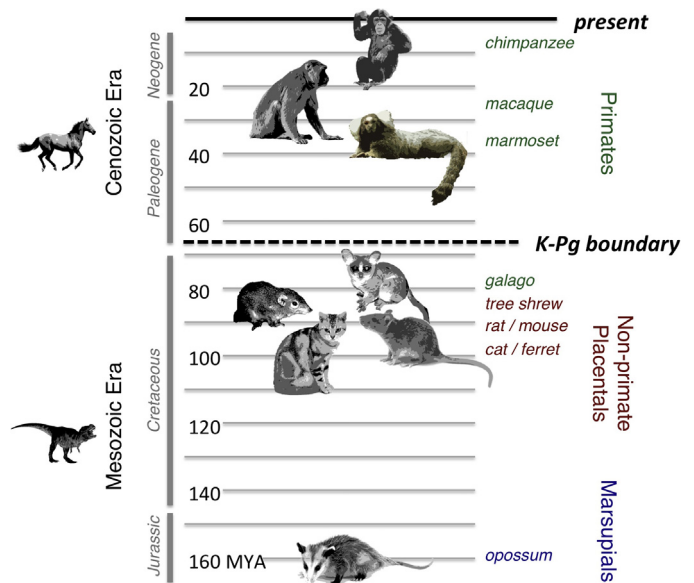 present
chimpanzee
Neogene
20
Cenozoic Era
macaque
Primates
marmoset
40
Paleogene
60
K-Pg boundary
galago
80
tree shrew
rat / mouse
Non-primate
Placentals
cat / ferret
100
Cretaceous
120
Mesozoic Era
140
Marsupials
Jurassic
160 MYA
opossum